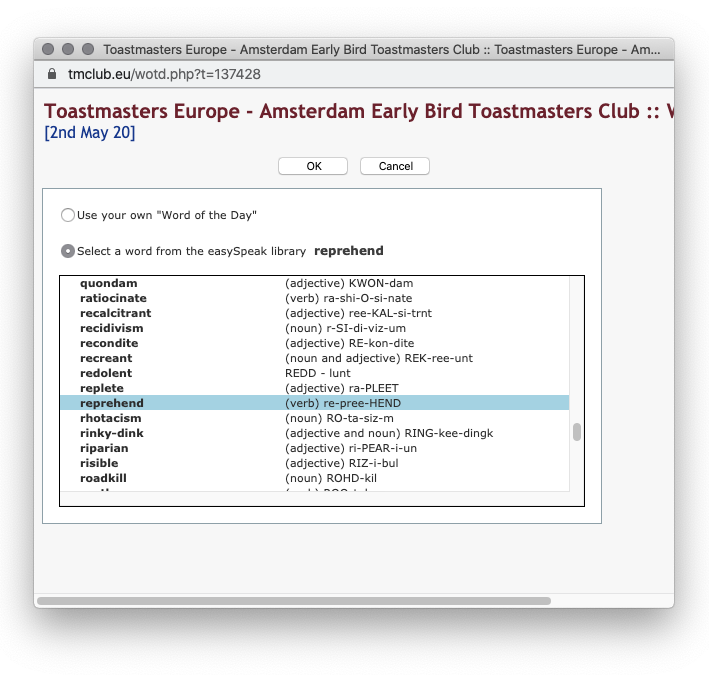 Toastmasters Europe - Amsterdam Early Bird Toastmasters Club :: Toastmasters Europe - Am...
tmclub.eu/wotd.php?t=137428
Toastmasters Europe - Amsterdam Early Bird Toastmasters Club ::
[2nd May 20]
OK Cancel
Use your own "Word of the Day"
Select a word from the easySpeak library reprehend
quondam (adjective) KWON-dam
ratiocinate (verb) ra-shi-O-si-nate
recalcitrant (adjective) ree-KAL-si-trnt
recidivism (noun) r-SI-di-viz-um
recondite (adjective) RE-kon-dite
recreant (noun and adjective) REK-ree-unt
redolent REDD - lunt
replete (adjective) ra-PLEET
reprehend (verb) re-pree-HEND
rhotacism (noun) RO-ta-siz-m
rinky-dink (adjective and noun) RING-kee-dingk
riparian (adjective) ri-PEAR-i-un
risible (adjective) RIZ-i-bul
roadkill (noun) ROHD-kil